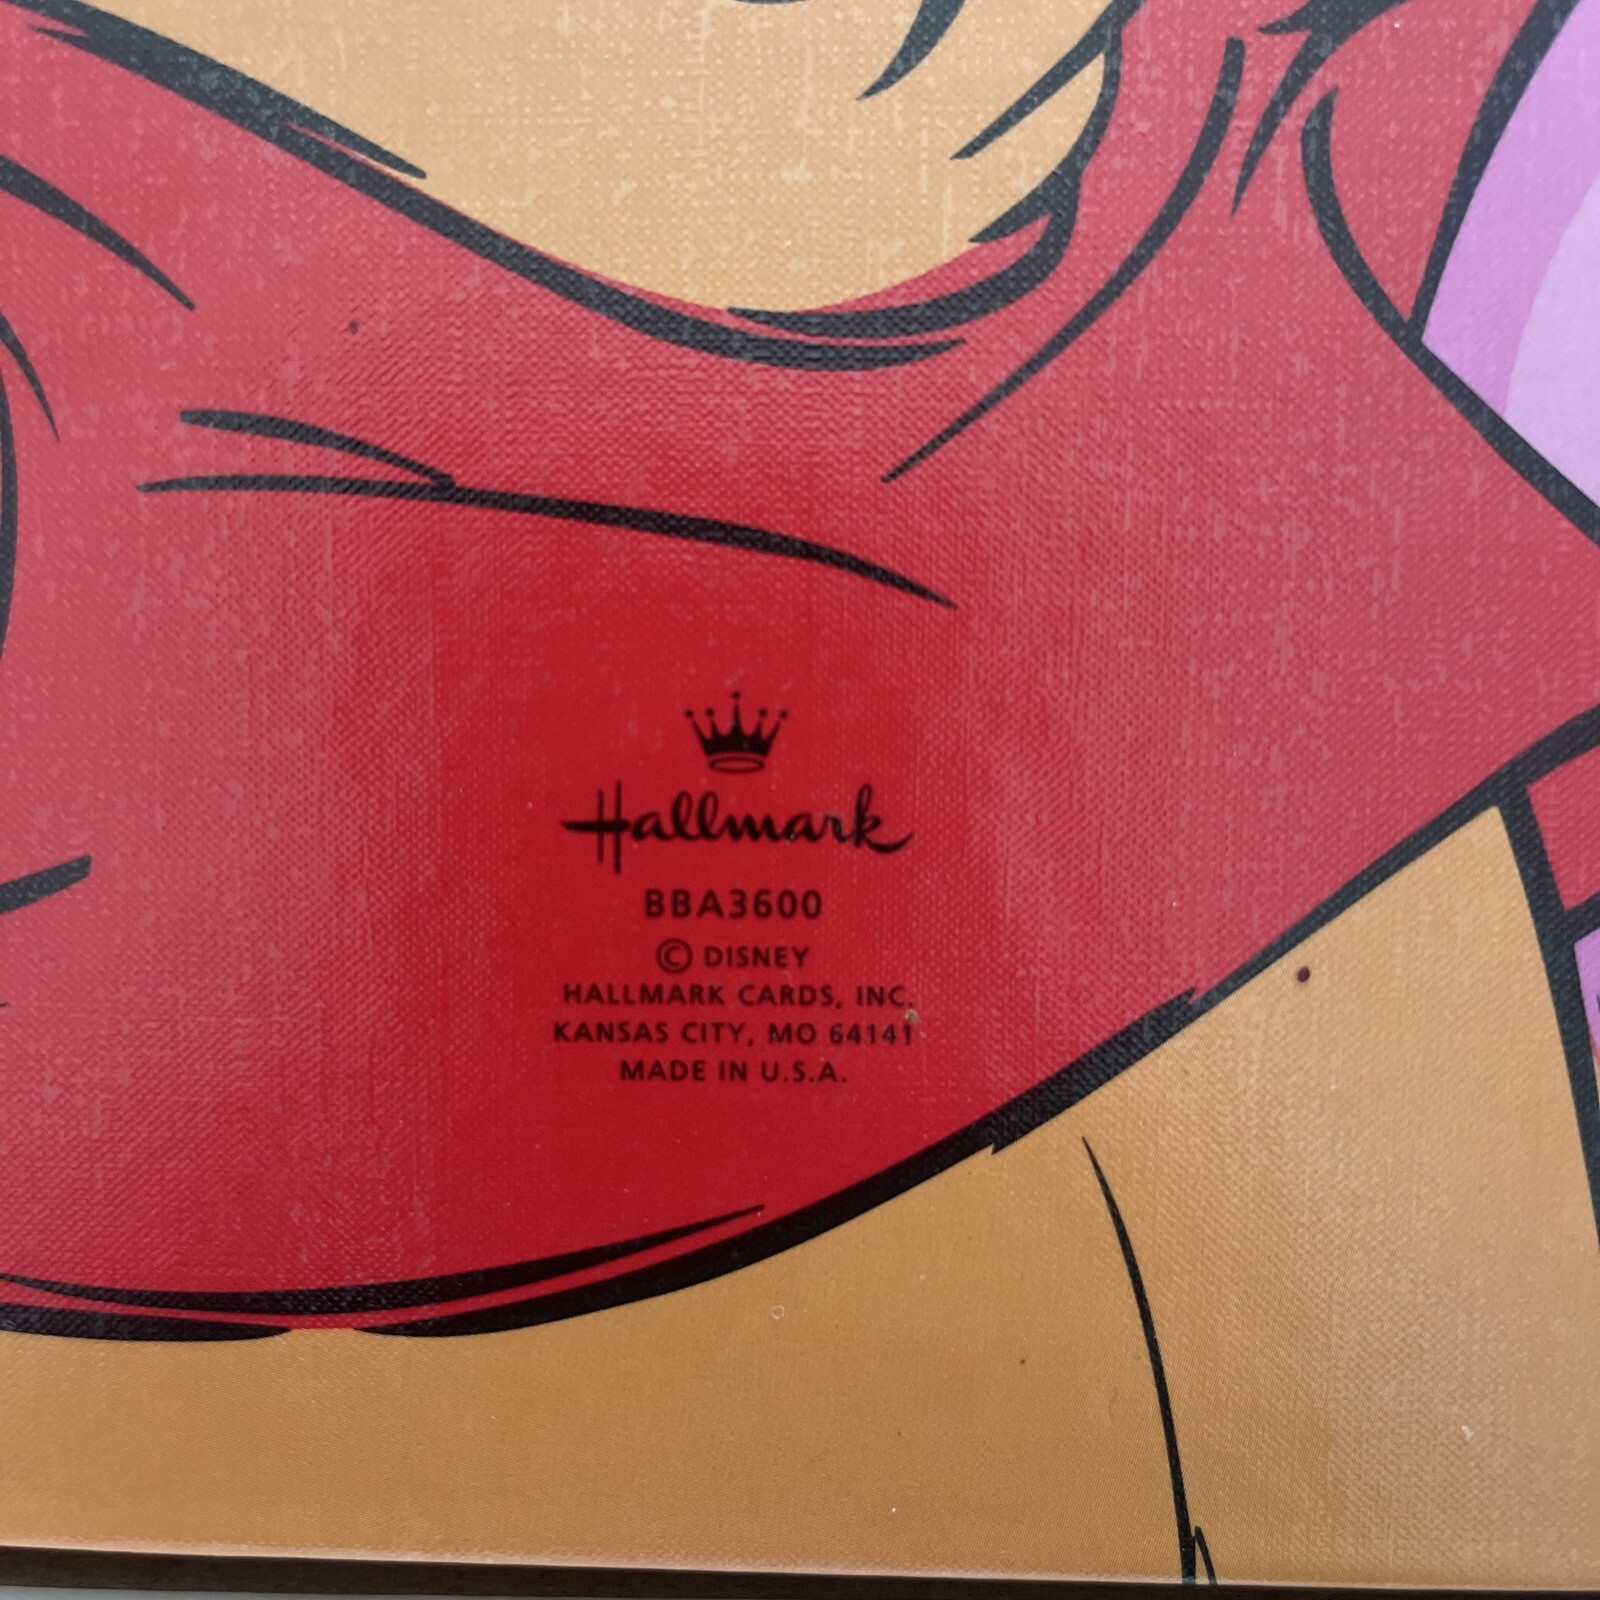 Hallmark
BBA3600
© DISNEY
HALLMARK CARDS, INC.
KANSAS CITY, MO 64141
MADE IN U.S.A.